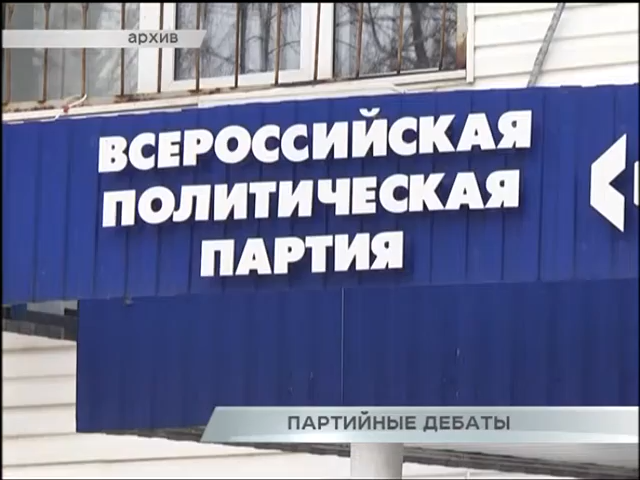 архив
ВСЕРОССИЙСКАЯ
ПОЛИТИЧЕСКАЯ
ПАРТИЯ
ПАРТИЙНЫЕ ДЕБАТЫ